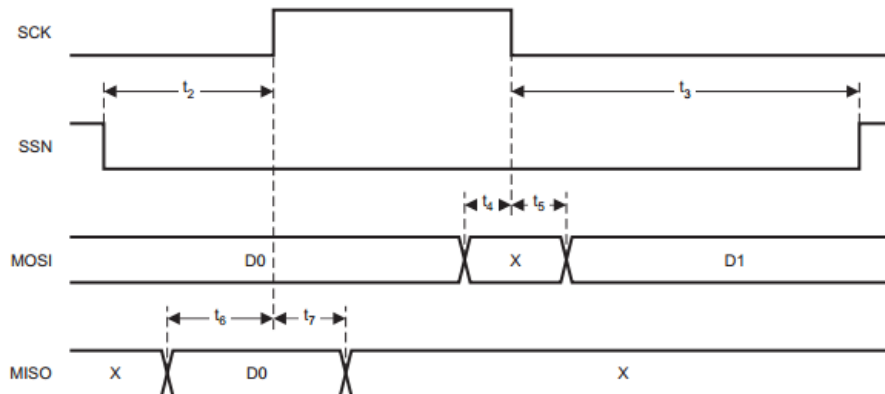 SCK
t2
t3
SSN
t4 t5
MOSI D0 X D1
t6 t7
MISO X D0 X